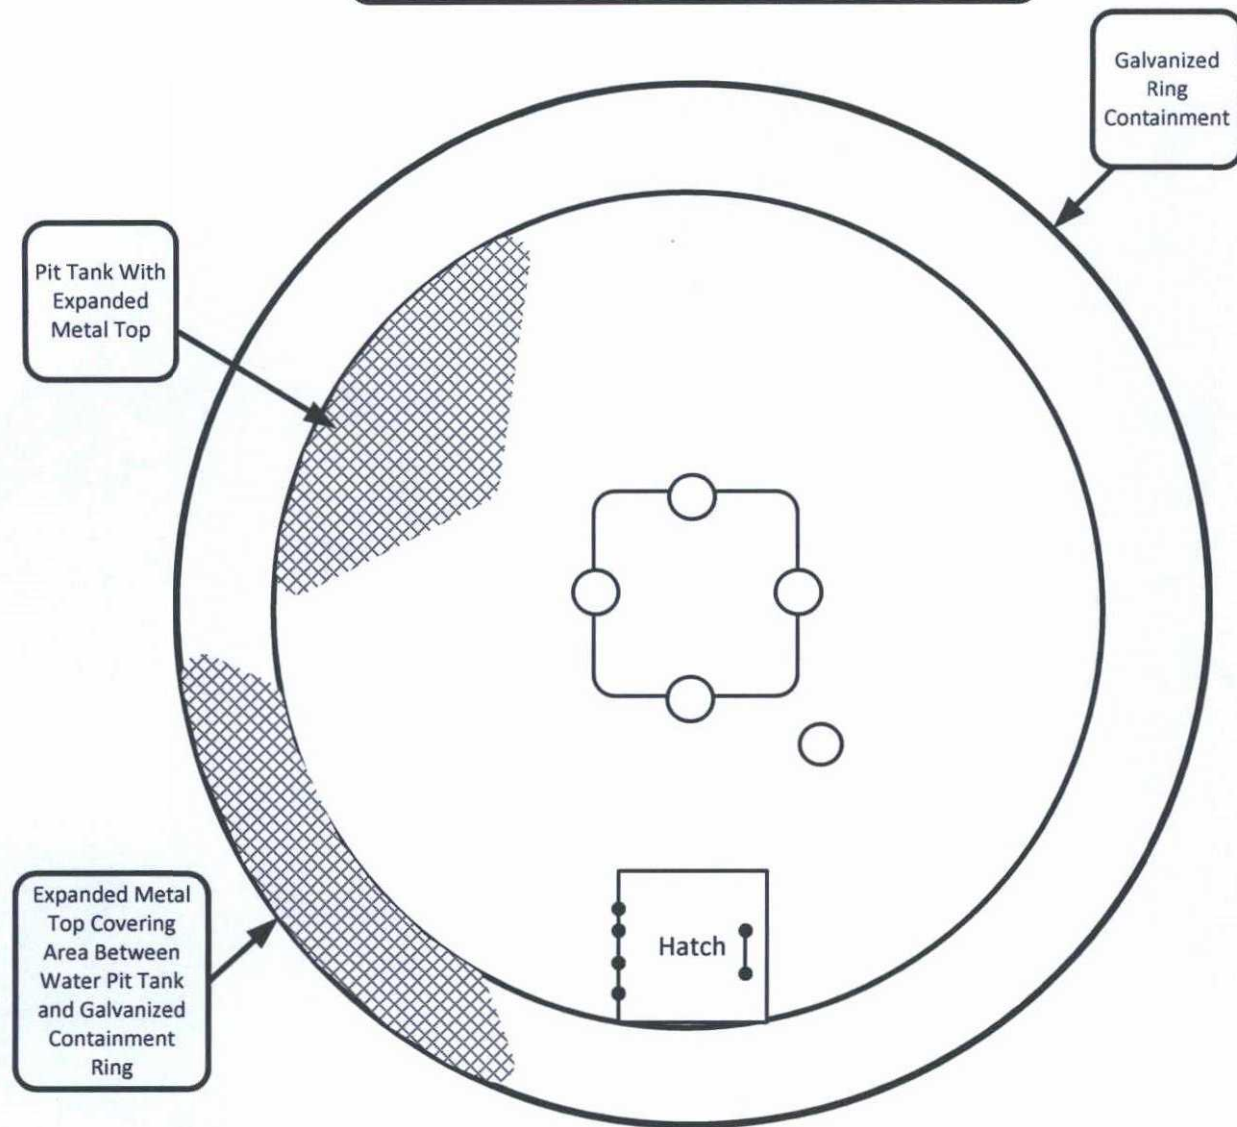 Galvanized
Ring
Containment
Pit Tank With
Expanded
Metal Top
Expanded Metal
Top Covering
Area Between
Water Pit Tank
and Galvanized
Containment
Ring
Hatch